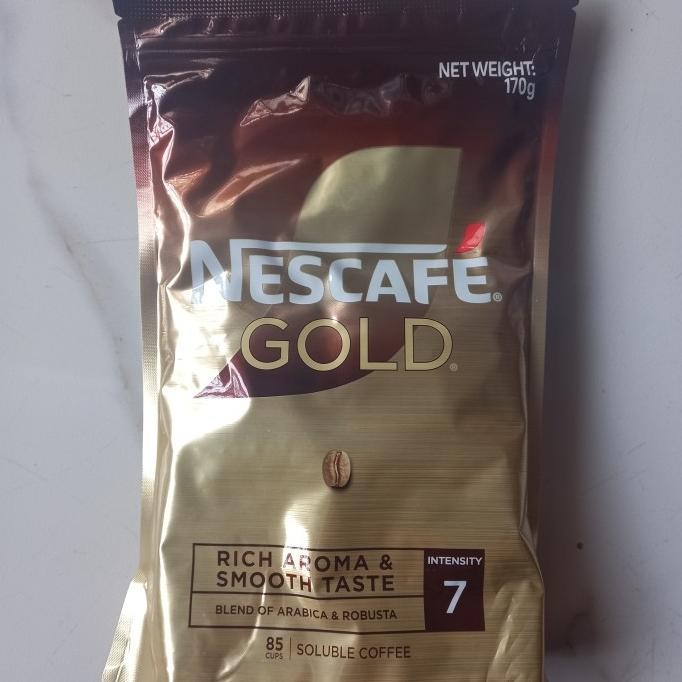 NET WEIGHT:
170g
NESCAFÉ®
GOLD®
RICH AROMA &
SMOOTH TASTE
BLEND OF ARABICA & ROBUSTA
INTENSITY
7
85
CUPS
SOLUBLE COFFEE